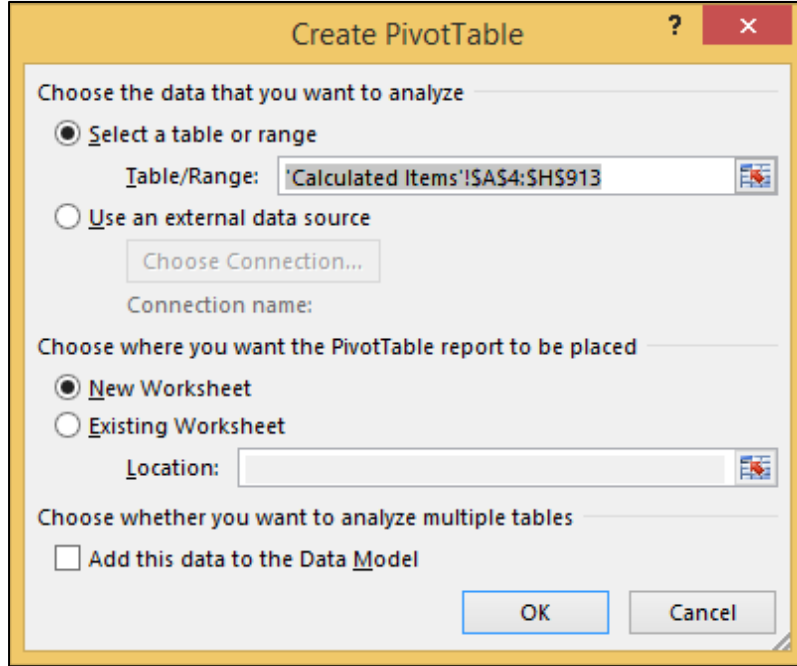 Create PivotTable
?
×
Choose the data that you want to analyze
Select a table or range
Table/Range: 'Calculated Items'!$A$4:$H$913
Use an external data source
Choose Connection...
Connection name:
Choose where you want the PivotTable report to be placed
New Worksheet
Existing Worksheet
Location:
Choose whether you want to analyze multiple tables
Add this data to the Data Model
OK Cancel